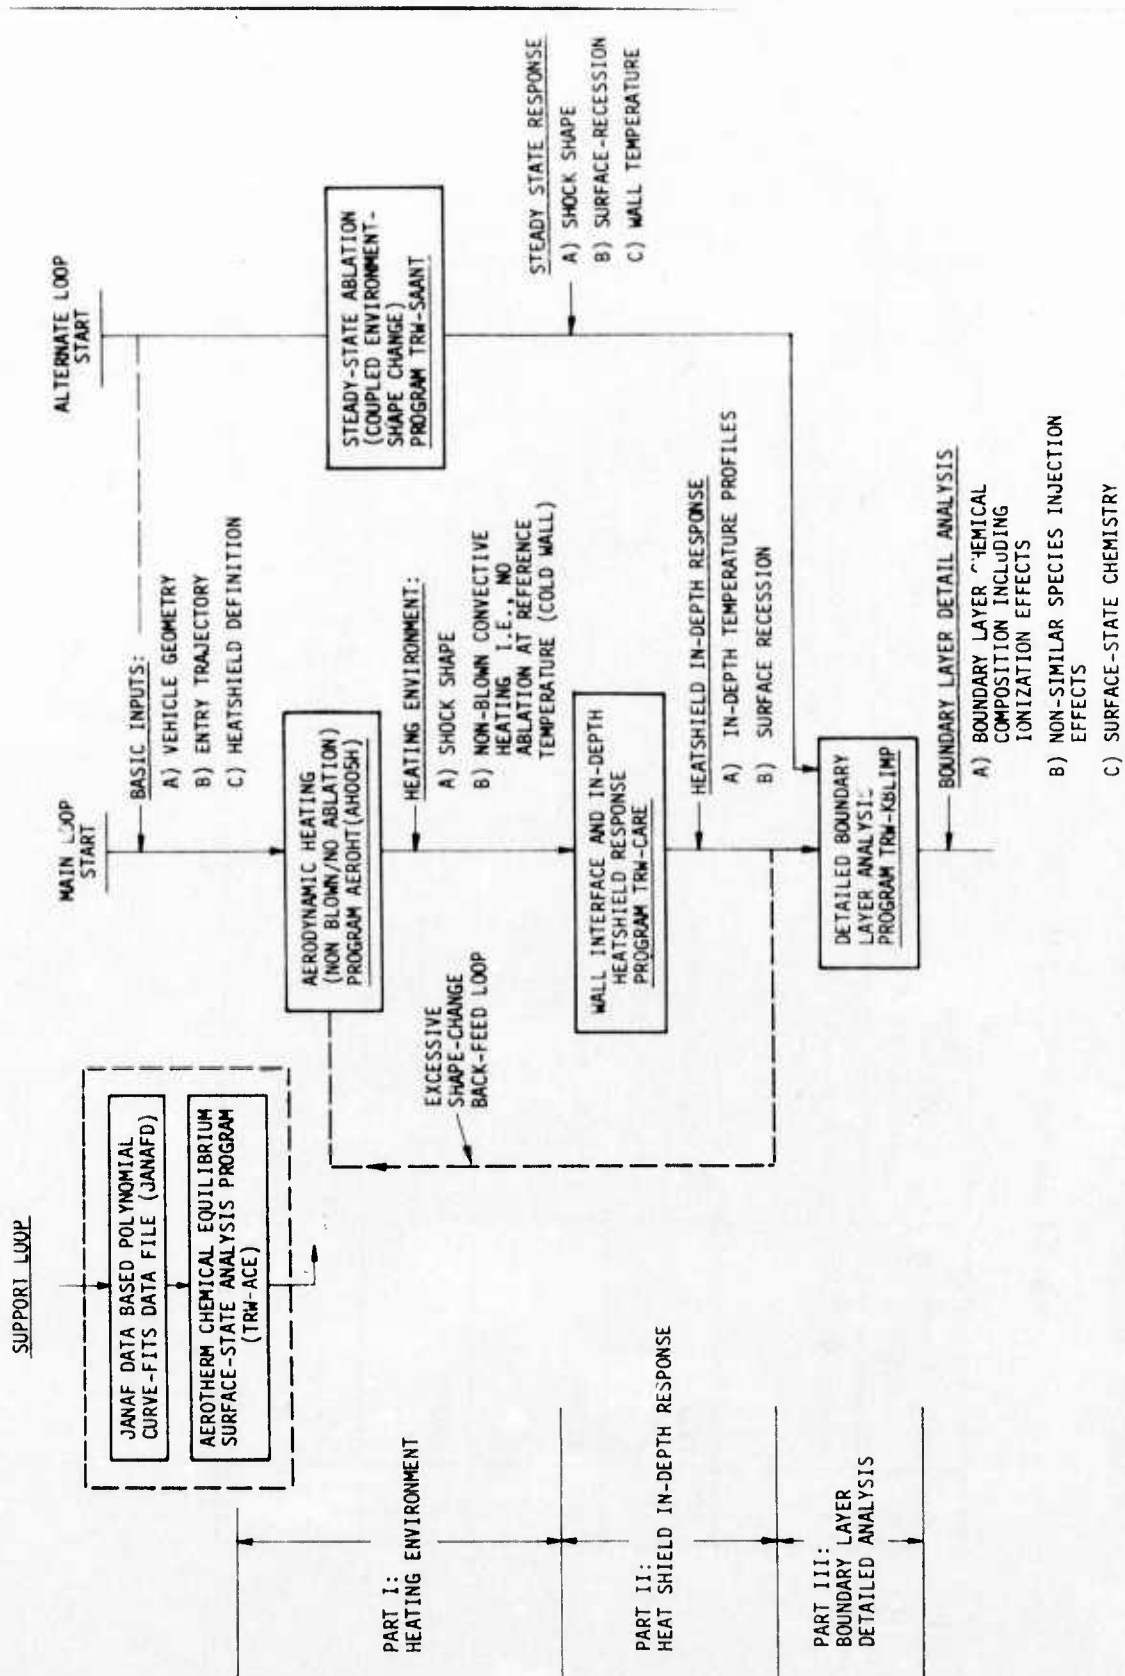 SUPPORT LOOP
JANAF DATA BASED POLYNOMIAL
CURVE-FITS DATA FILE (JANAFD)
AEROTHERM CHEMICAL EQUILIBRIUM
SURFACE-STATE ANALYSIS PROGRAM
(TRW-ACE)
MAIN LOOP
START
ALTERNATE LOOP
START
BASIC INPUTS:
A) VEHICLE GEOMETRY
B) ENTRY TRAJECTORY
C) HEATSHIELD DEFINITION
PART I:
HEATING ENVIRONMENT
AERODYNAMIC HEATING
(NON BLOWN/NO ABLATION)
PROGRAM AEROHT(AH005H)
STEADY-STATE ABLATION
(COUPLED ENVIRONMENT-
SHAPE CHANGE)
PROGRAM TRW-SAANT
EXCESSIVE
SHAPE-CHANGE
BACK-FEED LOOP
HEATING ENVIRONMENT:
A) SHOCK SHAPE
B) NON-BLOWN CONVECTIVE
HEATING I.E., NO
ABLATION AT REFERENCE
TEMPERATURE (COLD WALL)
STEADY STATE RESPONSE
A) SHOCK SHAPE
B) SURFACE-RECESSION
C) WALL TEMPERATURE
PART II:
HEAT SHIELD IN-DEPTH RESPONSE
WALL INTERFACE AND IN-DEPTH
HEATSHIELD RESPONSE
PROGRAM TRW-CARE
HEATSHIELD IN-DEPTH RESPONSE
A) IN-DEPTH TEMPERATURE PROFILES
B) SURFACE RECESSION
PART III:
BOUNDARY LAYER
DETAILED ANALYSIS
DETAILED BOUNDARY
LAYER ANALYSIS
PROGRAM TRW-KBLIMP
BOUNDARY LAYER DETAIL ANALYSIS
A) BOUNDARY LAYER CHEMICAL
COMPOSITION INCLUDING
IONIZATION EFFECTS
B) NON-SIMILAR SPECIES INJECTION
EFFECTS
C) SURFACE-STATE CHEMISTRY